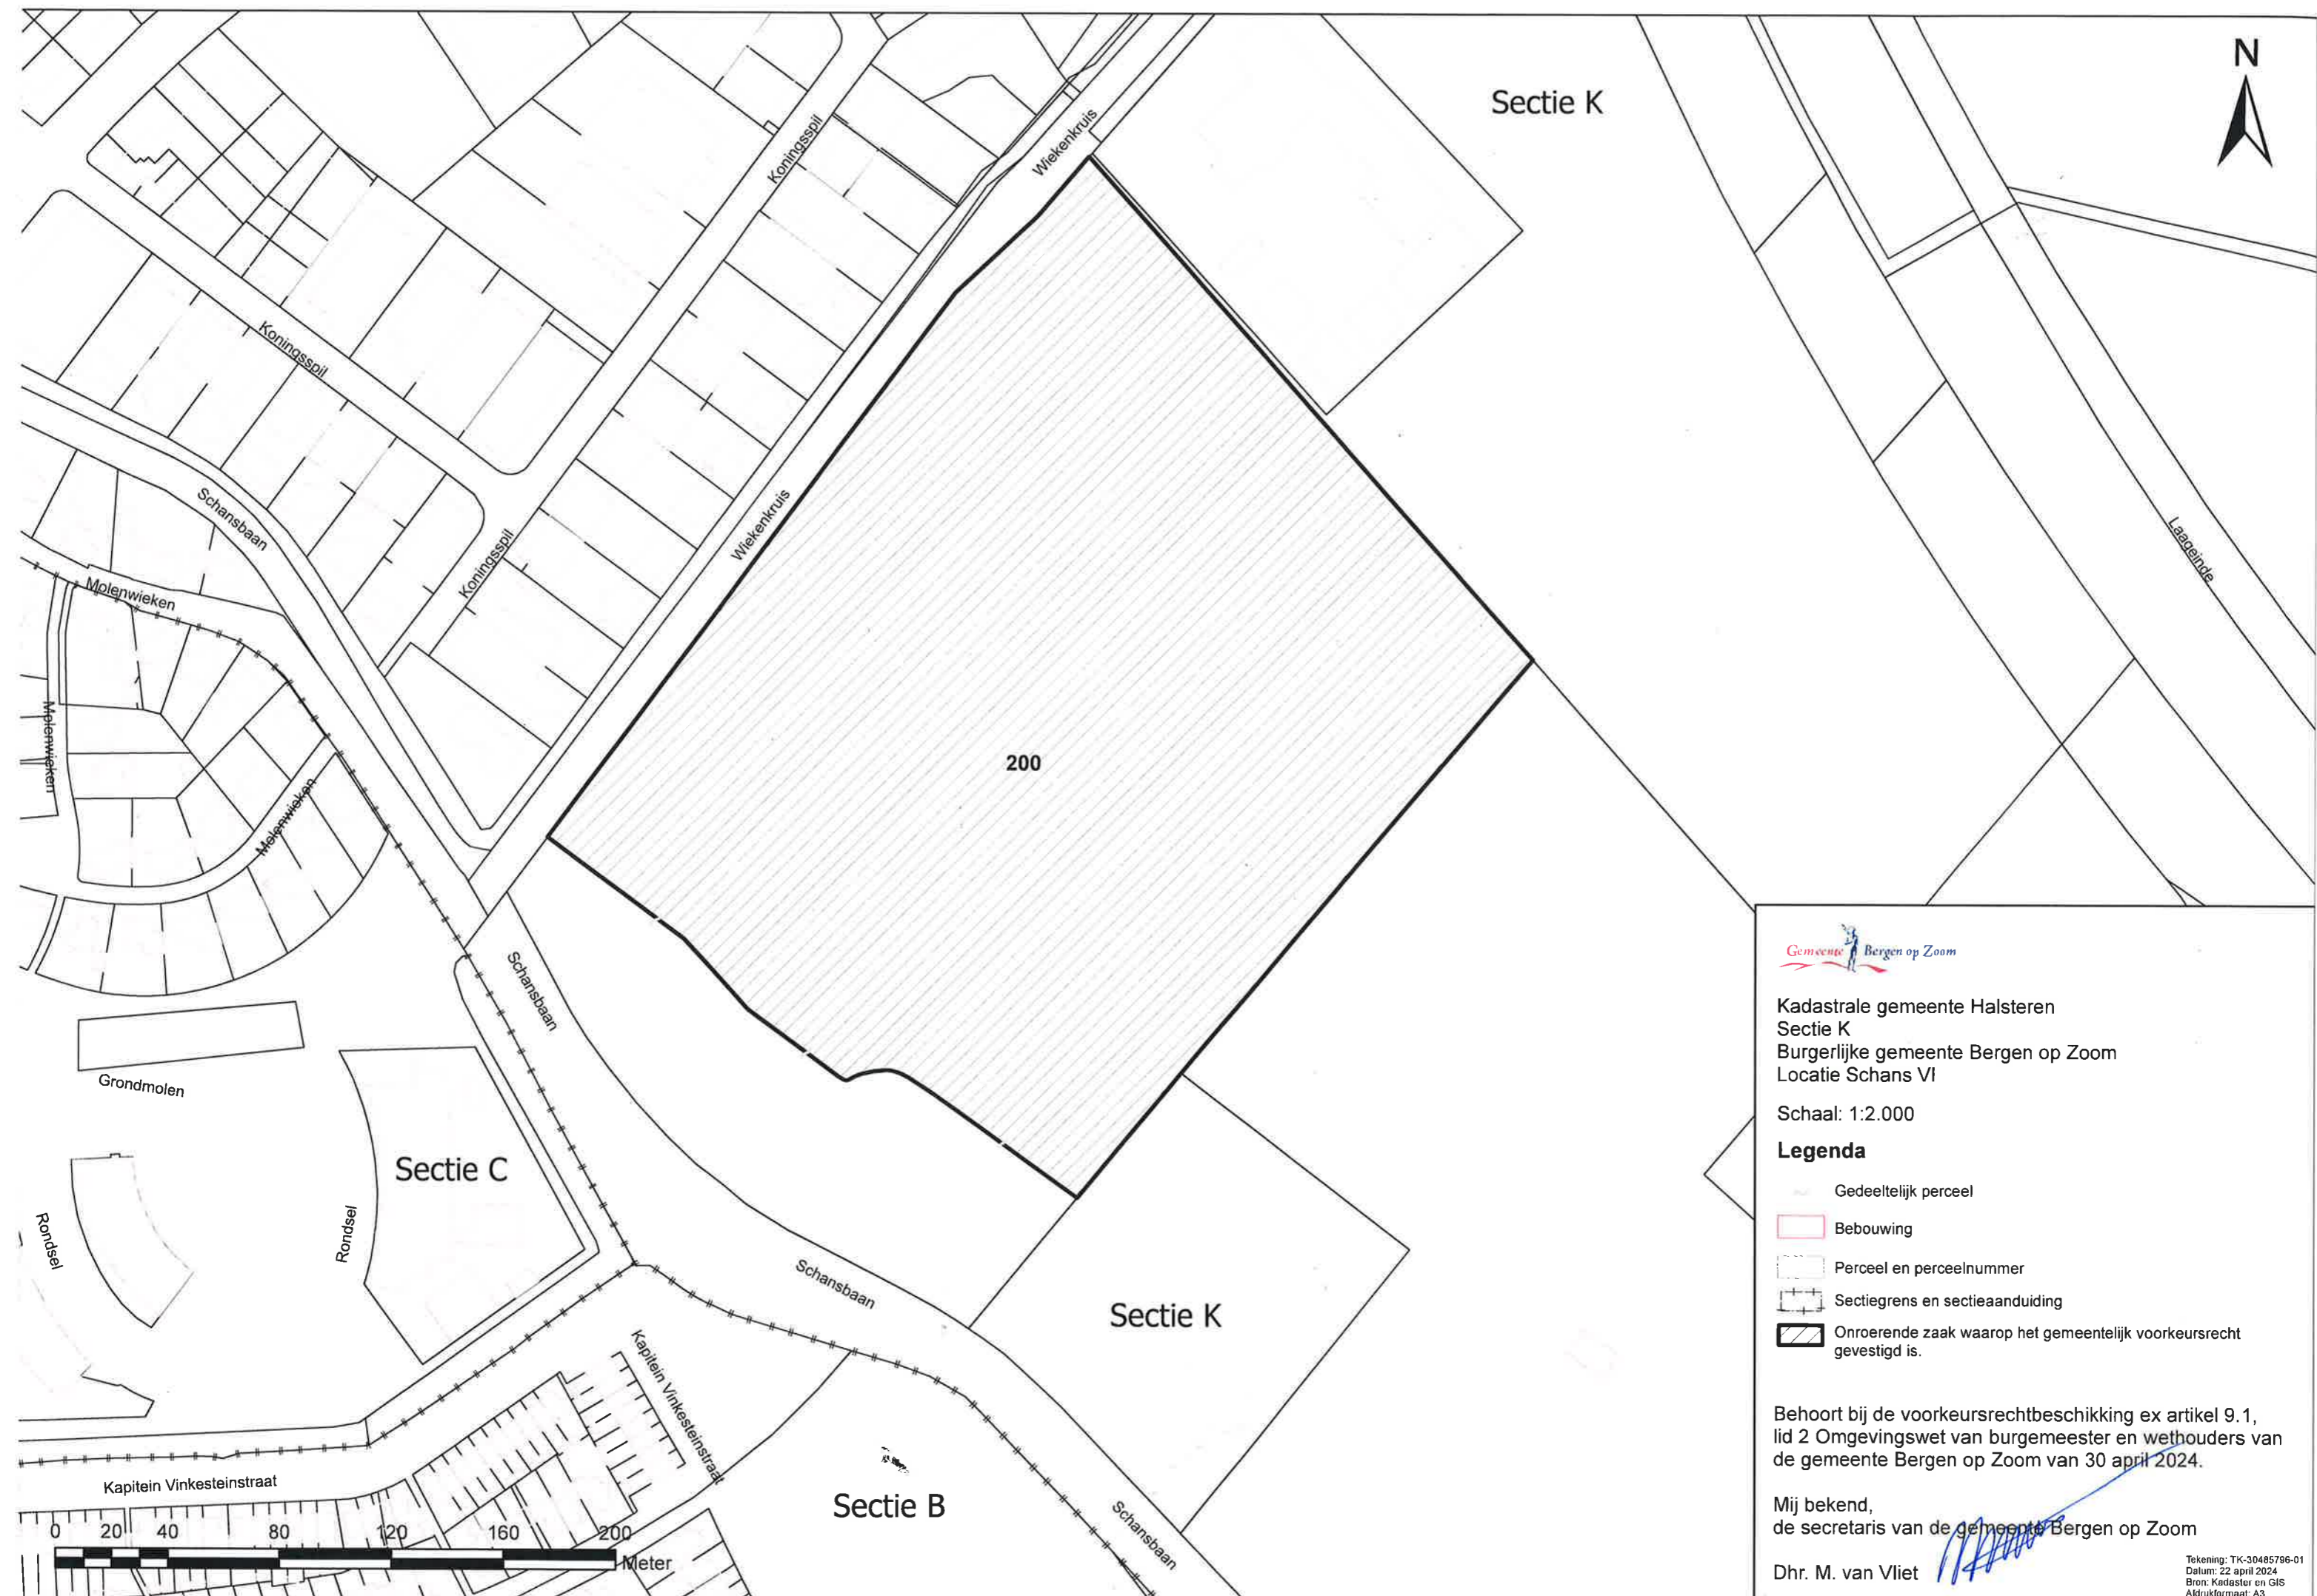 N
Sectie K
Wiekenkruis
Koningsspil
Koningsspil
Laageinde
Schansbaan
Wiekenkruis
Koningsspil
Molenwieken
Molenwieken
Molenwieken
200
Schansbaan
Grondmolen
Sectie C
Rondsel
Rondsel
Schansbaan
Sectie K
Kapitein Vinkesteinstraat
Kapitein Vinkesteinstraat
Sectie B
Schansbaan
0 20 40 80 120 160 200
Meter
Gemeente Bergen op Zoom
Kadastrale gemeente Halsteren
Sectie K
Burgerlijke gemeente Bergen op Zoom
Locatie Schans VI
Schaal: 1:2.000
Legenda
Gedeeltelijk perceel
Bebouwing
Perceel en perceelnummer
Sectiegrens en sectieaanduiding
Onroerende zaak waarop het gemeentelijk voorkeursrecht
gevestigd is.
Behoort bij de voorkeursrechtbeschikking ex artikel 9.1,
lid 2 Omgevingswet van burgemeester en wethouders van
de gemeente Bergen op Zoom van 30 april 2024.
Mij bekend,
de secretaris van de gemeente Bergen op Zoom
Dhr. M. van Vliet
Tekening: TK-30485796-01
Datum: 22 april 2024
Bron: Kadaster en GIS
Afdrukformaat: A3